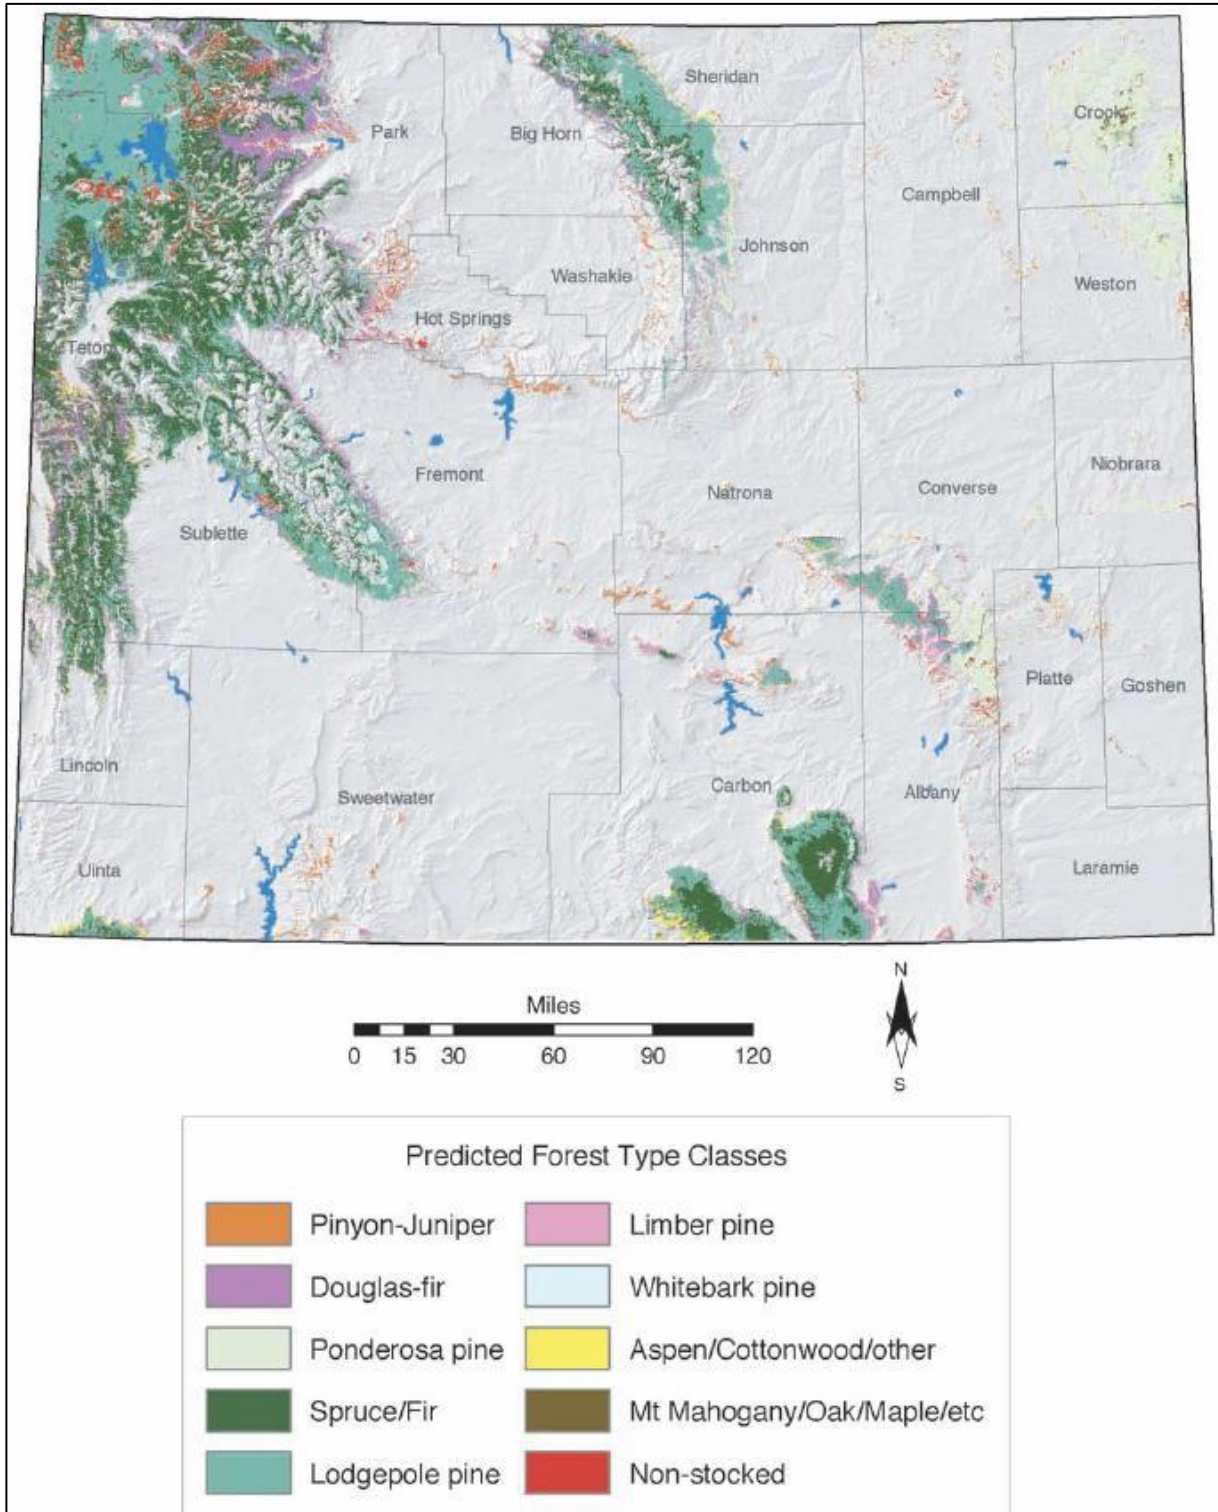 Sheridan
Park
Big Horn
Crook
Campbell
Johnson
Washakie
Weston
Hot Springs
Teton
Fremont
Niobrara
Natrona
Converse
Sublette
Platte
Goshen
Lincoln
Sweetwater
Carbon
Albany
Uinta
Laramie
N
Miles
0 15 30 60 90 120
S
Predicted Forest Type Classes
Pinyon-Juniper
Limber pine
Douglas-fir
Whitebark pine
Ponderosa pine
Aspen/Cottonwood/other
Spruce/Fir
Mt Mahogany/Oak/Maple/etc
Lodgepole pine
Non-stocked